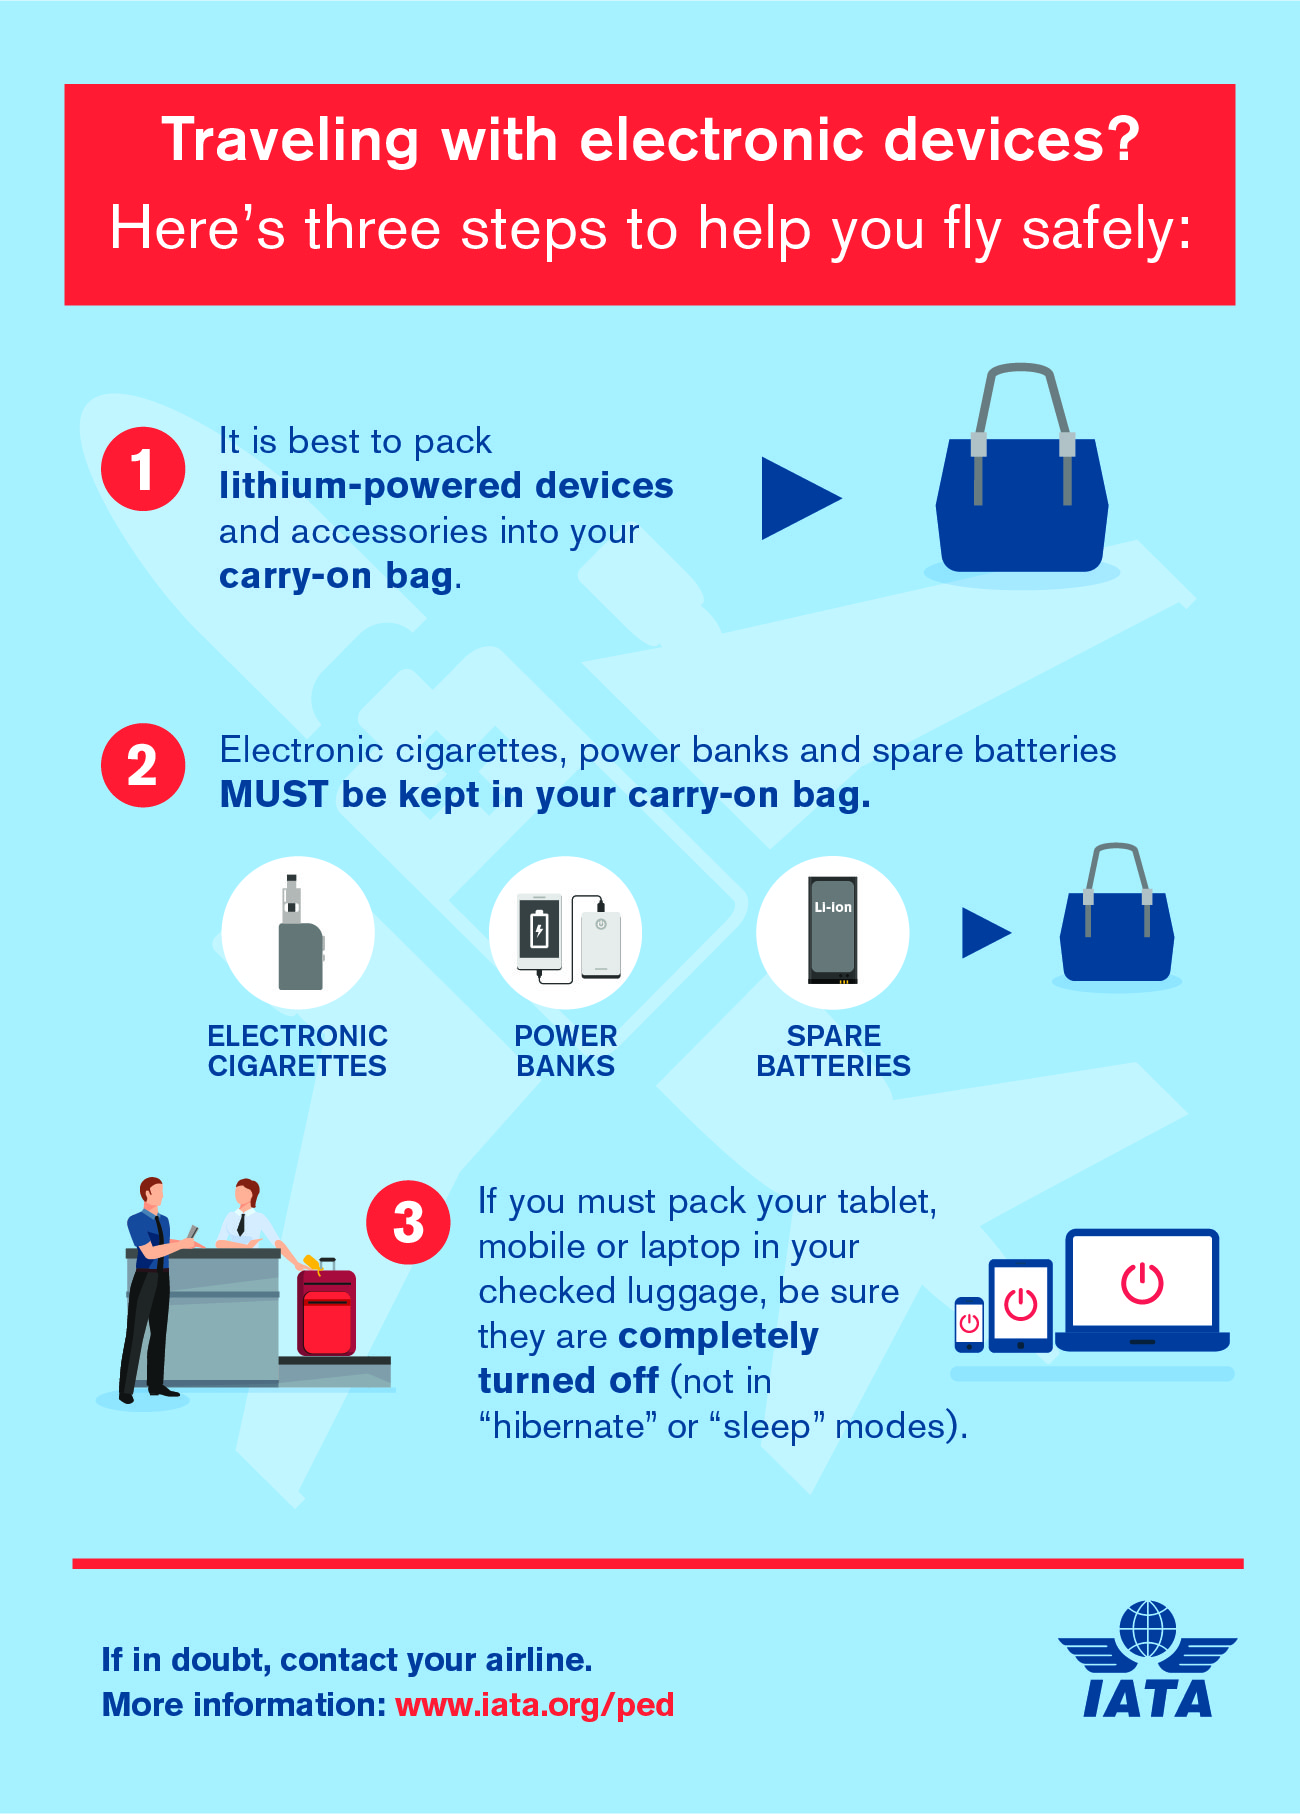 Traveling with electronic devices?
Here’s three steps to help you fly safely:
1
It is best to pack
lithium-powered devices
and accessories into your
carry-on bag.
2
Electronic cigarettes, power banks and spare batteries
MUST be kept in your carry-on bag.
Li-ion
ELECTRONIC
CIGARETTES
POWER
BANKS
SPARE
BATTERIES
3
If you must pack your tablet,
mobile or laptop in your
checked luggage, be sure
they are completely
turned off (not in
“hibernate” or “sleep” modes).
If in doubt, contact your airline.
More information: www.iata.org/ped
IATA